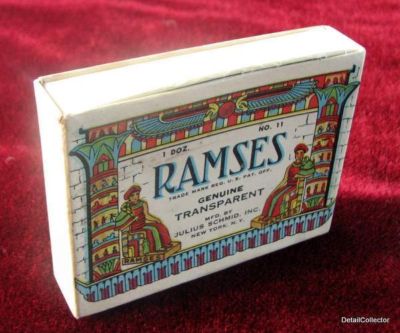 1 DOZ. NO. 11
RAMSES
TRADE MARK REG. U. S. PAT. OFF.
GENUINE
TRANSPARENT
MFD. BY
JULIUS SCHMID, INC.
NEW YORK, N. Y.
RAMSES
DetailCollector